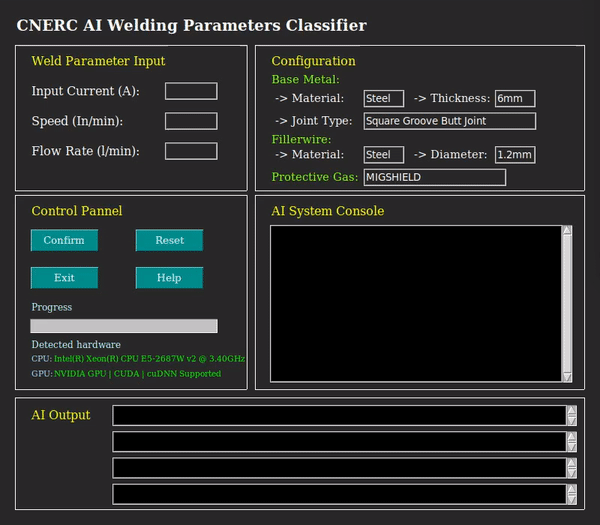 CNERC AI Welding Parameters Classifier
Weld Parameter Input
Input Current (A):
Speed (In/min):
Flow Rate (l/min):
Configuration
Base Metal:
-> Material: Steel -> Thickness: 6mm
-> Joint Type: Square Groove Butt Joint
Fillerwire:
-> Material: Steel -> Diameter: 1.2mm
Protective Gas: MIGSHIELD
Control Pannel
Confirm Reset
Exit Help
Progress
Detected hardware
CPU: Intel(R) Xeon(R) CPU E5-2687W v2 @ 3.40GHz
GPU: NVIDIA GPU | CUDA | cuDNN Supported
AI System Console
AI Output